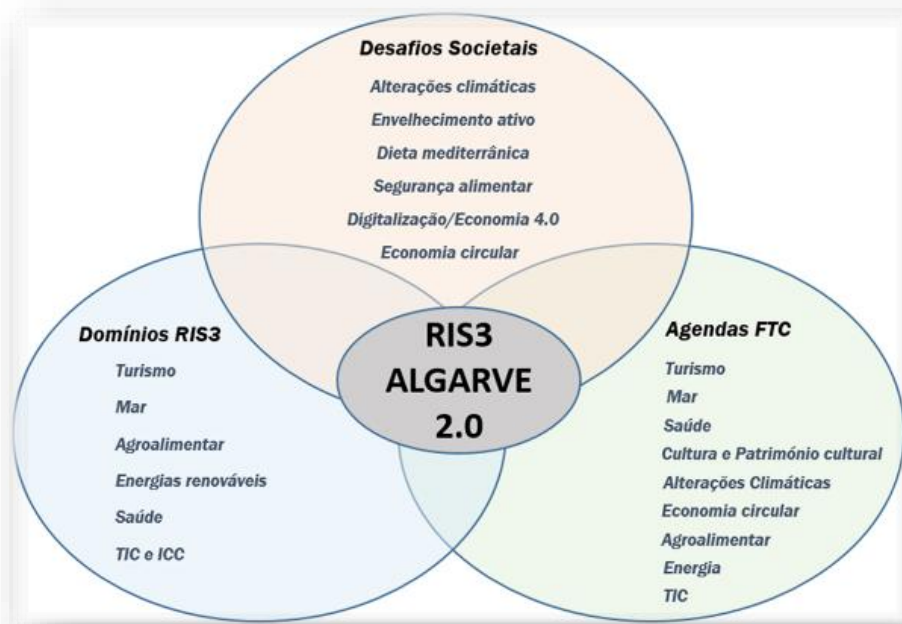 Desafios Societais
Alterações climáticas
Envelhecimento ativo
Dieta mediterrânica
Segurança alimentar
Digitalização/Economia 4.0
Economia circular
Domínios RIS3
Turismo
Mar
Agroalimentar
Energias renováveis
Saúde
TIC e ICC
RIS3
ALGARVE
2.0
Agendas FTC
Turismo
Mar
Saúde
Cultura e Património cultural
Alterações Climáticas
Economia circular
Agroalimentar
Energia
TIC